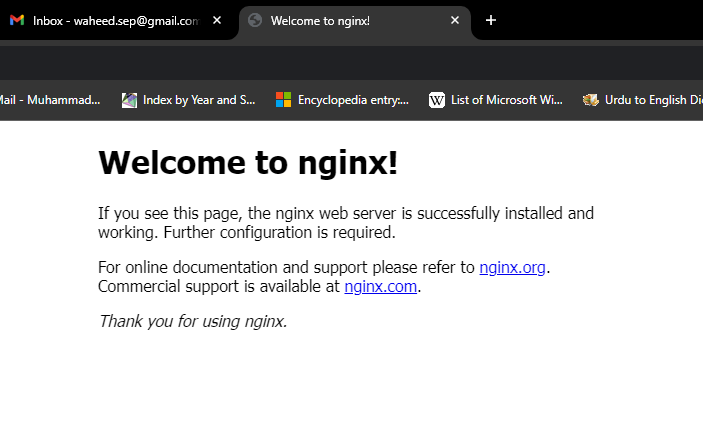 Inbox - waheed.sep@gmail.com
Welcome to nginx!
Mail - Muhammad...
Index by Year and S...
Encyclopedia entry:...
W List of Microsoft Wi...
Urdu to English Di
Welcome to nginx!
If you see this page, the nginx web server is successfully installed and
working. Further configuration is required.
For online documentation and support please refer to nginx.org.
Commercial support is available at nginx.com.
Thank you for using nginx.